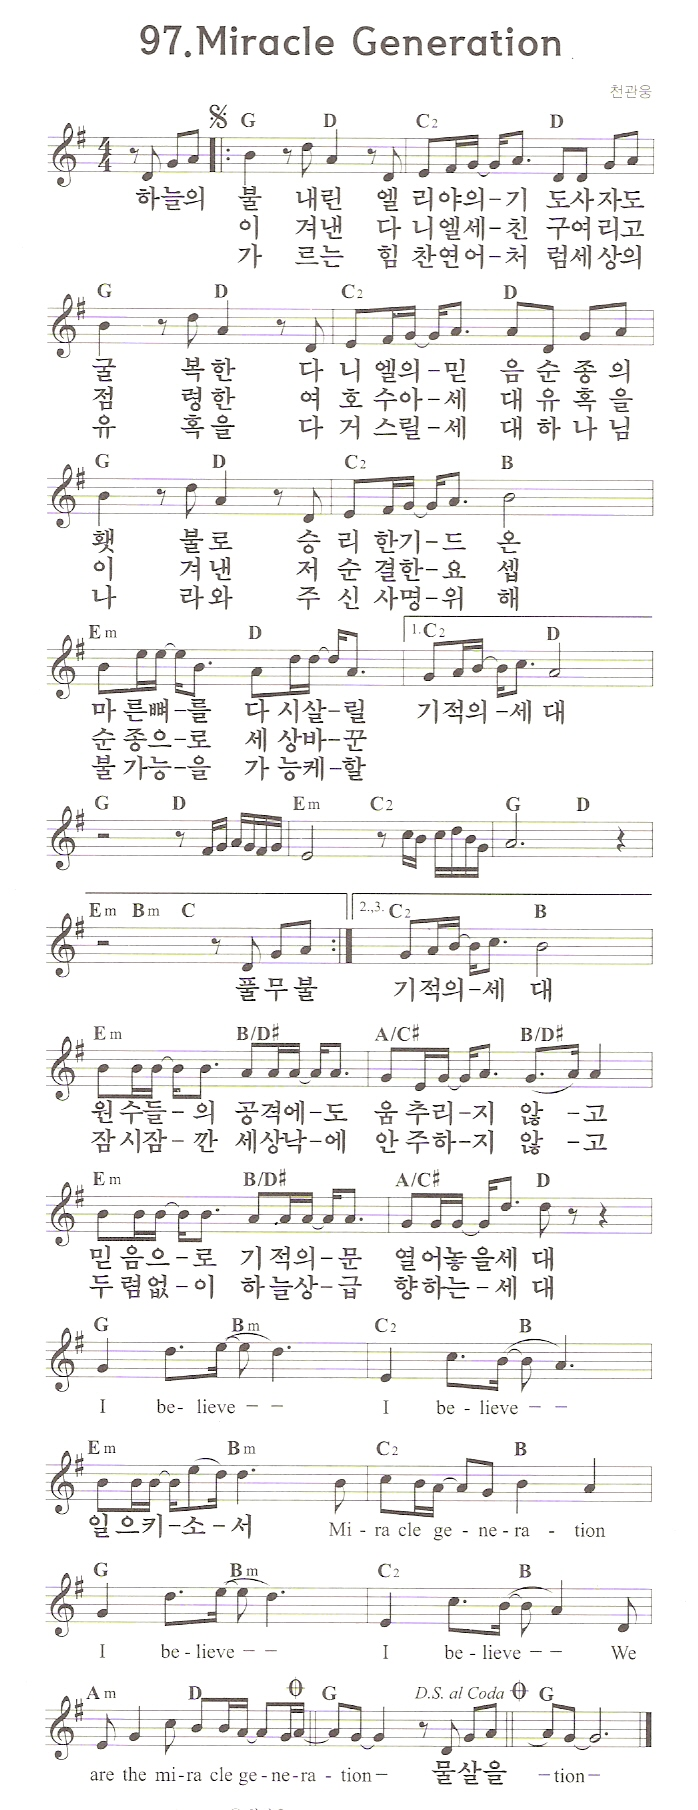 97.Miracle Generation
천관웅
G D C2 D
하늘의 불 내린 엘 리야의-기 도사자도
이 겨낸 다 니엘세-친 구여리고
가 르는 힘 찬연어-처 럼세상의
G D C2 D
굴 복한 다 니 엘의-믿 음 순 종 의
점 령한 여 호 수아-세 대 유 혹 을
유 혹을 다 거 스릴-세 대 하 나 님
G D C2 B
횃 불로 승 리 한기-드 온
이 겨낸 저 순 결한-요 셉
나 라와 주 신 사명-위 해
Em D 1. C2 D
마 른뼈-를 다 시살-릴 기적의-세 대
순 종으-로 세 상바-꾼
불 가능-을 가 능케-할
G D Em C2 G D
Em Bm C 2.,3. C2 B
풀무불 기적의-세 대
Em B/D♯ A/C♯ B/D♯
원 수들- 의 공격에-도 움 추리-지 않 -고
잠시잠- 깐 세상낙-에 안 주하-지 않 -고
Em B/D♯ A/C♯ D
믿 음으-로 기 적의-문 열어놓을세 대
두 렴없-이 하늘상-급 향하는-세 대
G Bm C2 B
I be- lieve - - I be - lieve - -
Em Bm C2 B
일 으키-소-서 Mi - ra cle ge - ne - ra - tion
G Bm C2 B
I be - lieve - - I be - lieve - - We
Am D G D.S. al Coda G
are the mi-ra cle ge-ne-ra - tion- 물살을 -tion-